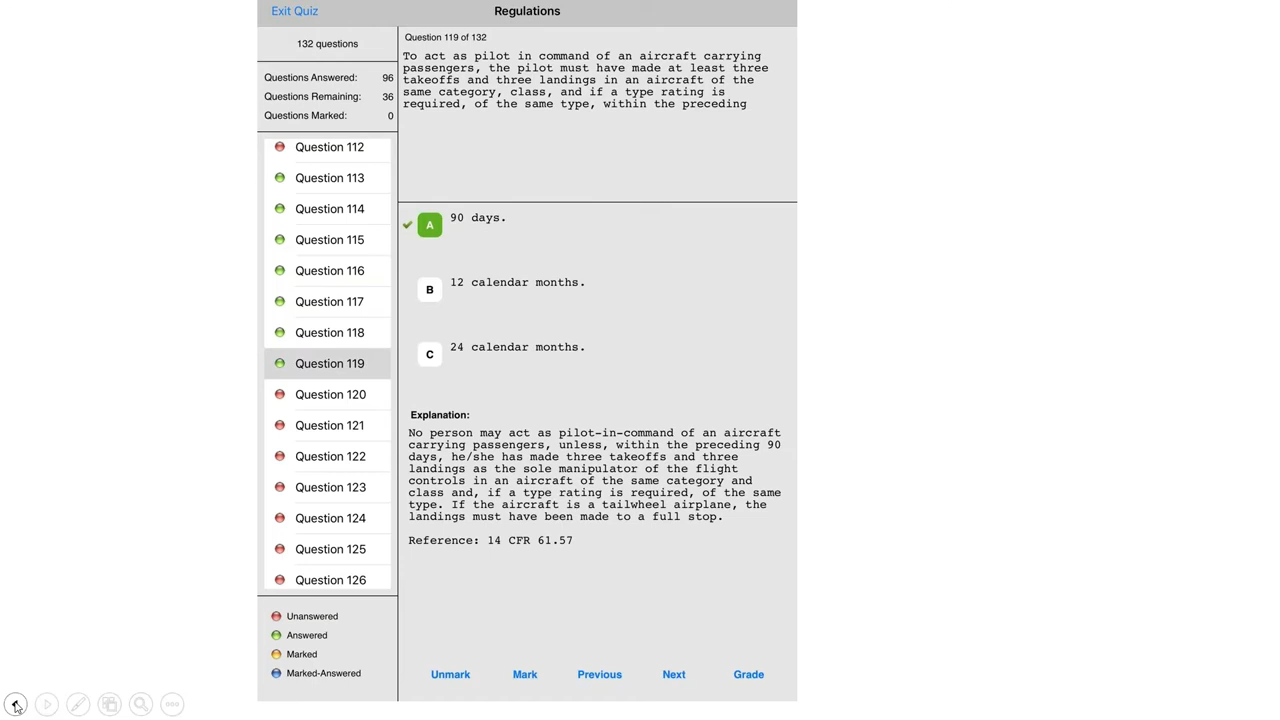 Exit Quiz
Regulations
132 questions
Questions Answered: 96
Questions Remaining: 36
Questions Marked: 0
Question 112
Question 113
Question 114
Question 115
Question 116
Question 117
Question 118
Question 119
Question 120
Question 121
Question 122
Question 123
Question 124
Question 125
Question 126
Unanswered
Answered
Marked
Marked-Answered
Question 119 of 132
To act as pilot in command of an aircraft carrying
passengers, the pilot must have made at least three
takeoffs and three landings in an aircraft of the
same category, class, and if a type rating is
required, of the same type, within the preceding
A 90 days.
B 12 calendar months.
C 24 calendar months.
Explanation:
No person may act as pilot-in-command of an aircraft
carrying passengers, unless, within the preceding 90
days, he/she has made three takeoffs and three
landings as the sole manipulator of the flight
controls in an aircraft of the same category and
class and, if a type rating is required, of the same
type. If the aircraft is a tailwheel airplane, the
landings must have been made to a full stop.
Reference: 14 CFR 61.57
Unmark Mark Previous Next Grade